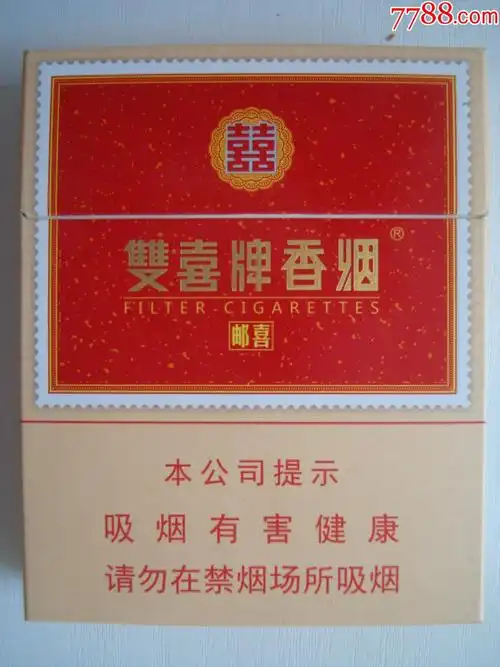 7788.com
囍
雙喜牌香烟®
FILTER CIGARETTES
邮喜
本公司提示
吸烟有害健康
请勿在禁烟场所吸烟